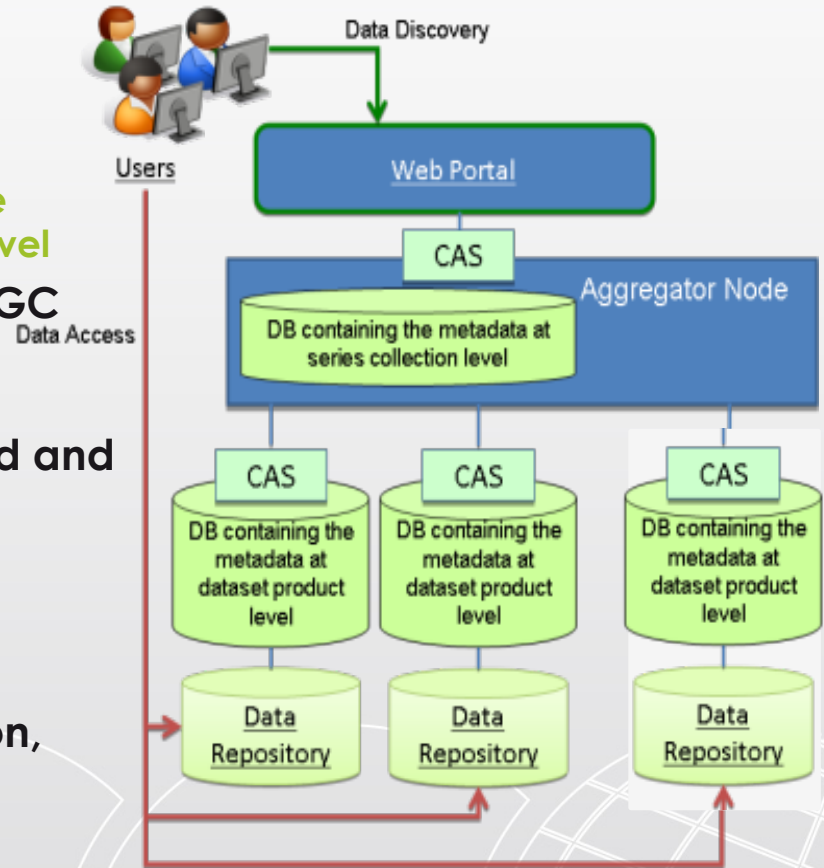 Data Discovery
Users
Web Portal
vel
GC
Data Access
CAS
Aggregator Node
DB containing the metadata at
series collection level
d and
CAS
DB containing the
metadata at
dataset product
level
CAS
DB containing the
metadata at
dataset product
level
CAS
DB containing the
metadata at
dataset product
level
on,
Data
Repository
Data
Repository
Data
Repository